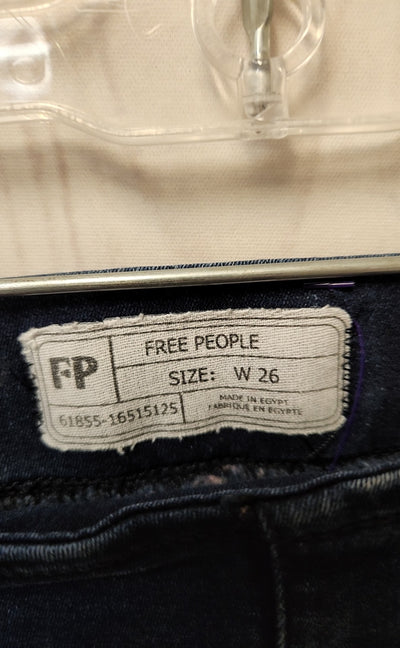 FP
FREE PEOPLE
SIZE: W 26
61855-16515125
MADE IN EGYPT
FABRIQUE EN EGYPTE